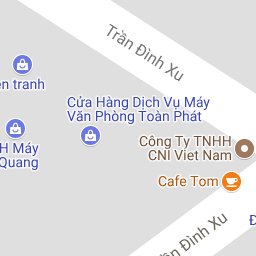 Trần Đình Xu
ện tranh
Cửa Hàng Dịch Vụ Máy
Văn Phòng Toàn Phát
H Máy
Quang
Công Ty TNHH
CNI Viet Nam
Cafe Tom
Trần Đình Xu